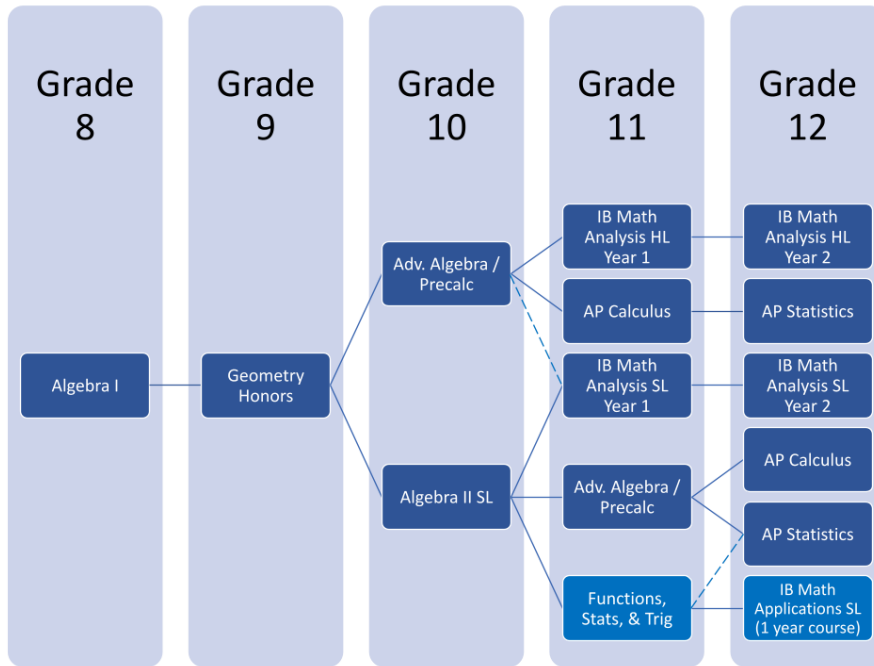 Grade
8
Grade
9
Grade
10
Grade
11
Grade
12
Algebra I
Geometry
Honors
Adv. Algebra /
Precalc
Algebra II SL
IB Math
Analysis HL
Year 1
AP Calculus
IB Math
Analysis SL
Year 1
Adv. Algebra /
Precalc
Functions,
Stats, & Trig
IB Math
Analysis HL
Year 2
AP Statistics
IB Math
Analysis SL
Year 2
AP Calculus
AP Statistics
IB Math
Applications SL
(1 year course)